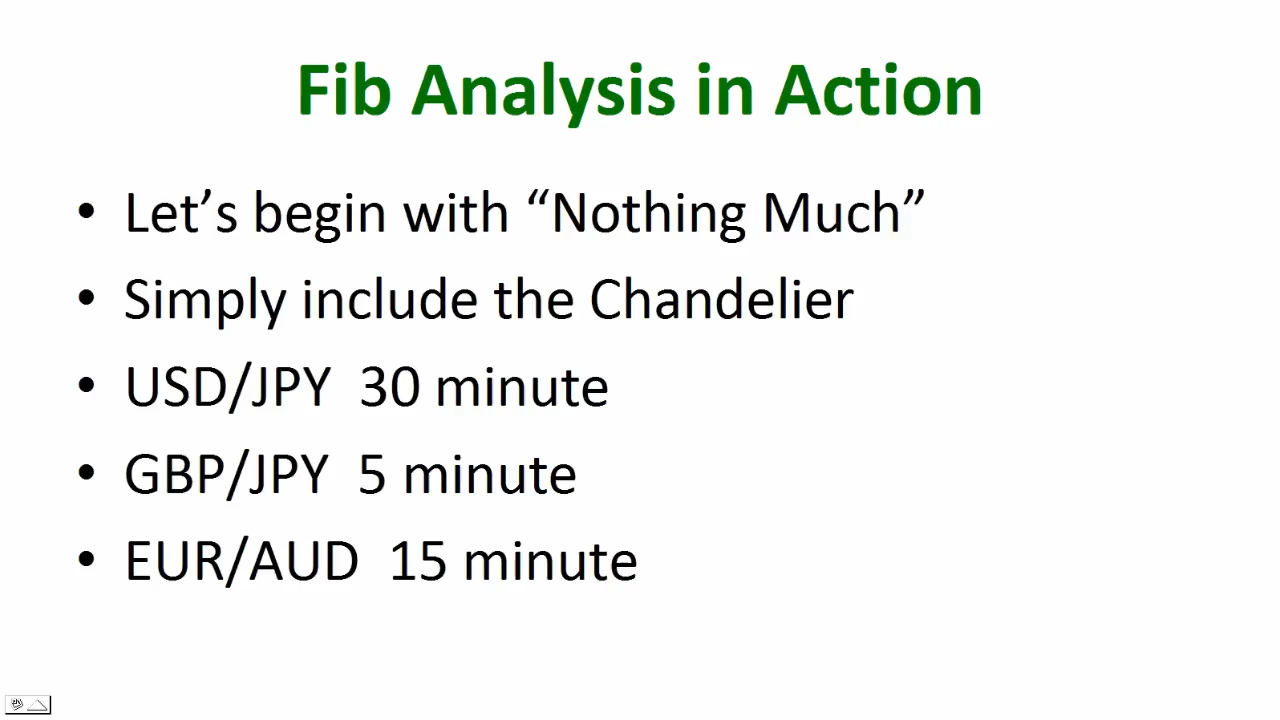 Fib Analysis in Action
• Let’s begin with “Nothing Much”
• Simply include the Chandelier
• USD/JPY  30 minute
• GBP/JPY  5 minute
• EUR/AUD  15 minute